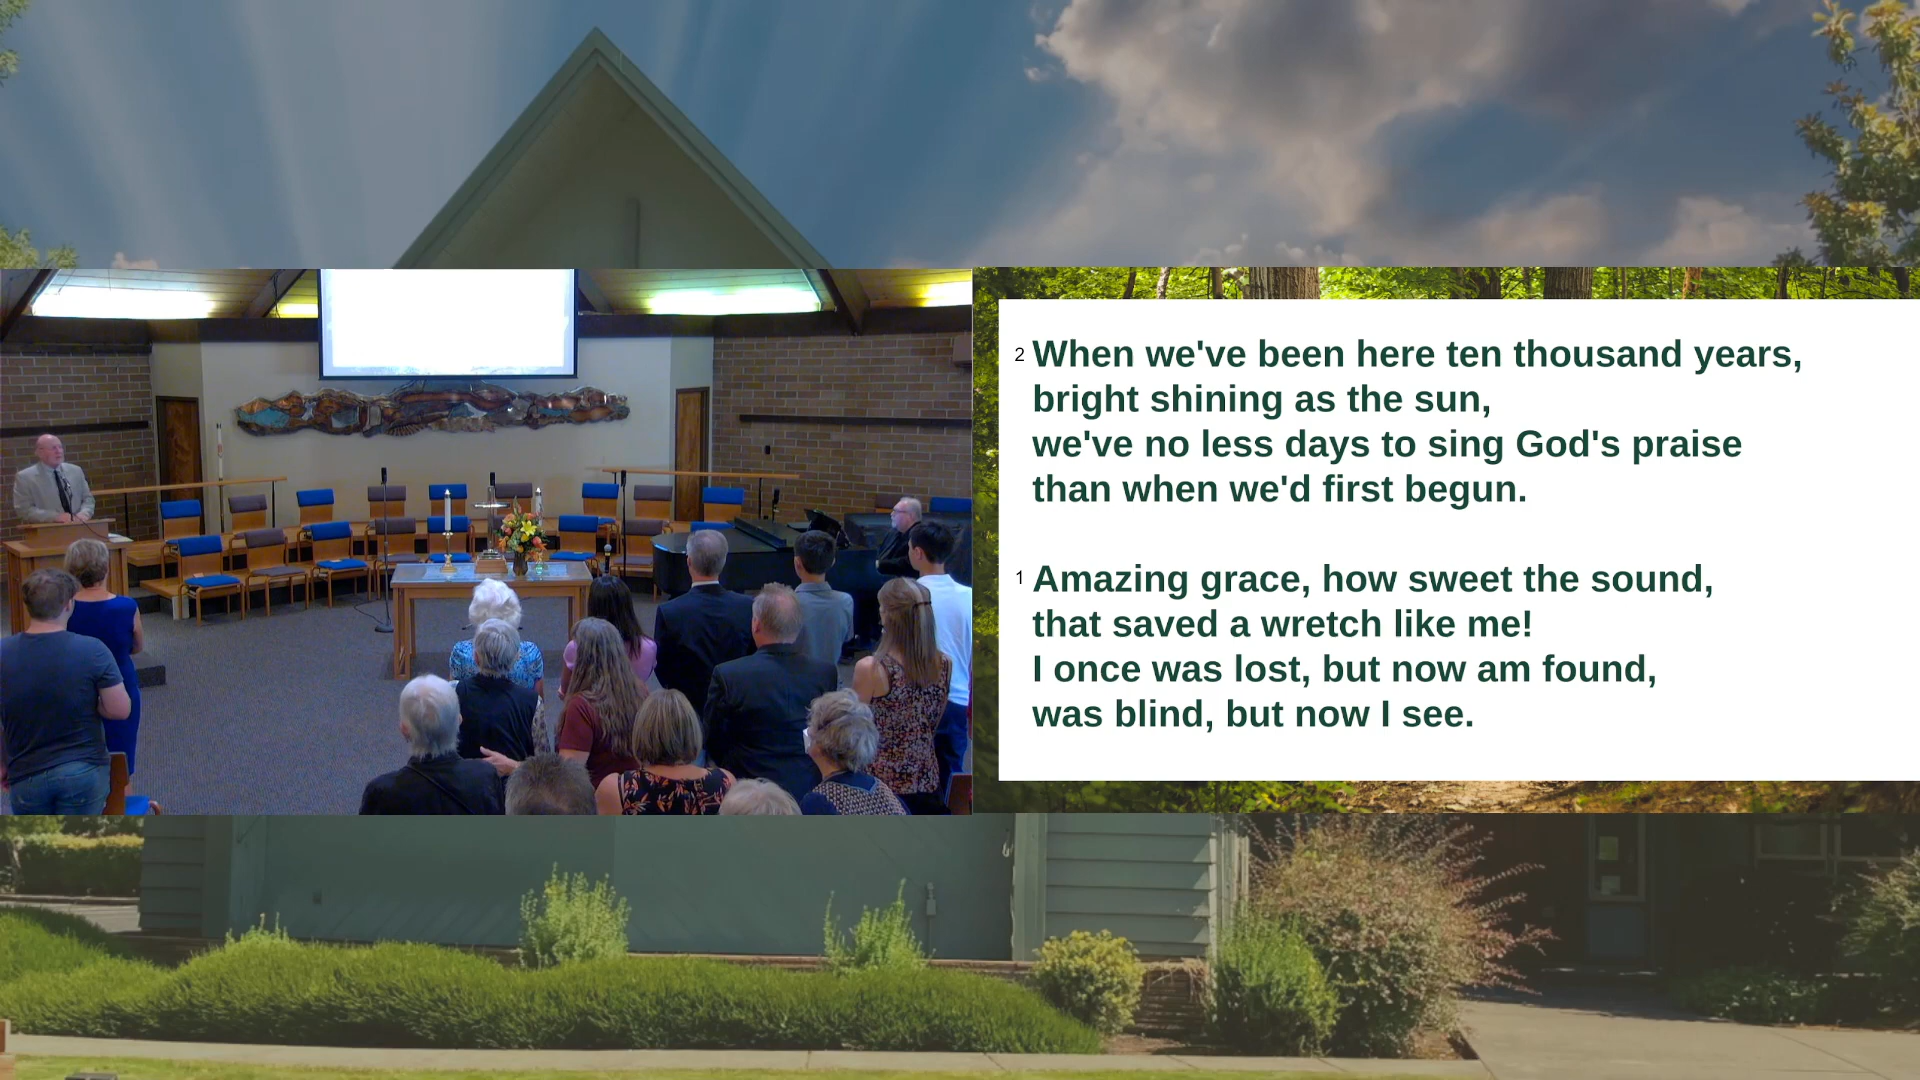 2 When we've been here ten thousand years,
bright shining as the sun,
we've no less days to sing God's praise
than when we'd first begun.
1 Amazing grace, how sweet the sound,
that saved a wretch like me!
I once was lost, but now am found,
was blind, but now I see.